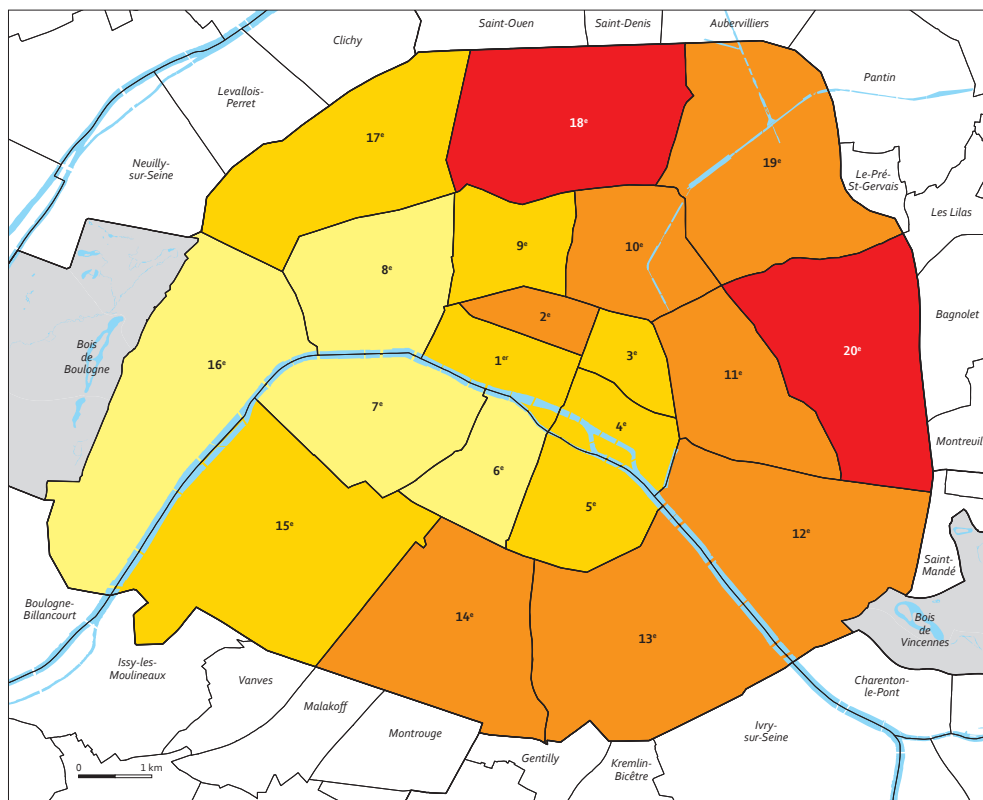 Saint-Ouen
Saint-Denis
Aubervilliers
Clichy
Pantin
Levallois-
Perret
18ᵉ
17ᵉ
19ᵉ
Neuilly-
sur-Seine
Le-Pré-
St-Gervais
Les Lilas
9ᵉ
10ᵉ
8ᵉ
2ᵉ
Bagnolet
Bois
de
Boulogne
16ᵉ
1ᵉʳ
3ᵉ
20ᵉ
11ᵉ
7ᵉ
4ᵉ
Montreuil
6ᵉ
5ᵉ
15ᵉ
12ᵉ
Saint-
Mandé
Boulogne-
Billancourt
14ᵉ
13ᵉ
Bois
de
Vincennes
Issy-les-
Moulineaux
Vanves
Charenton-
le-Pont
Malakoff
Montrouge
Ivry-
sur-Seine
Gentilly
Kremlin-
Bicêtre
0 1 km